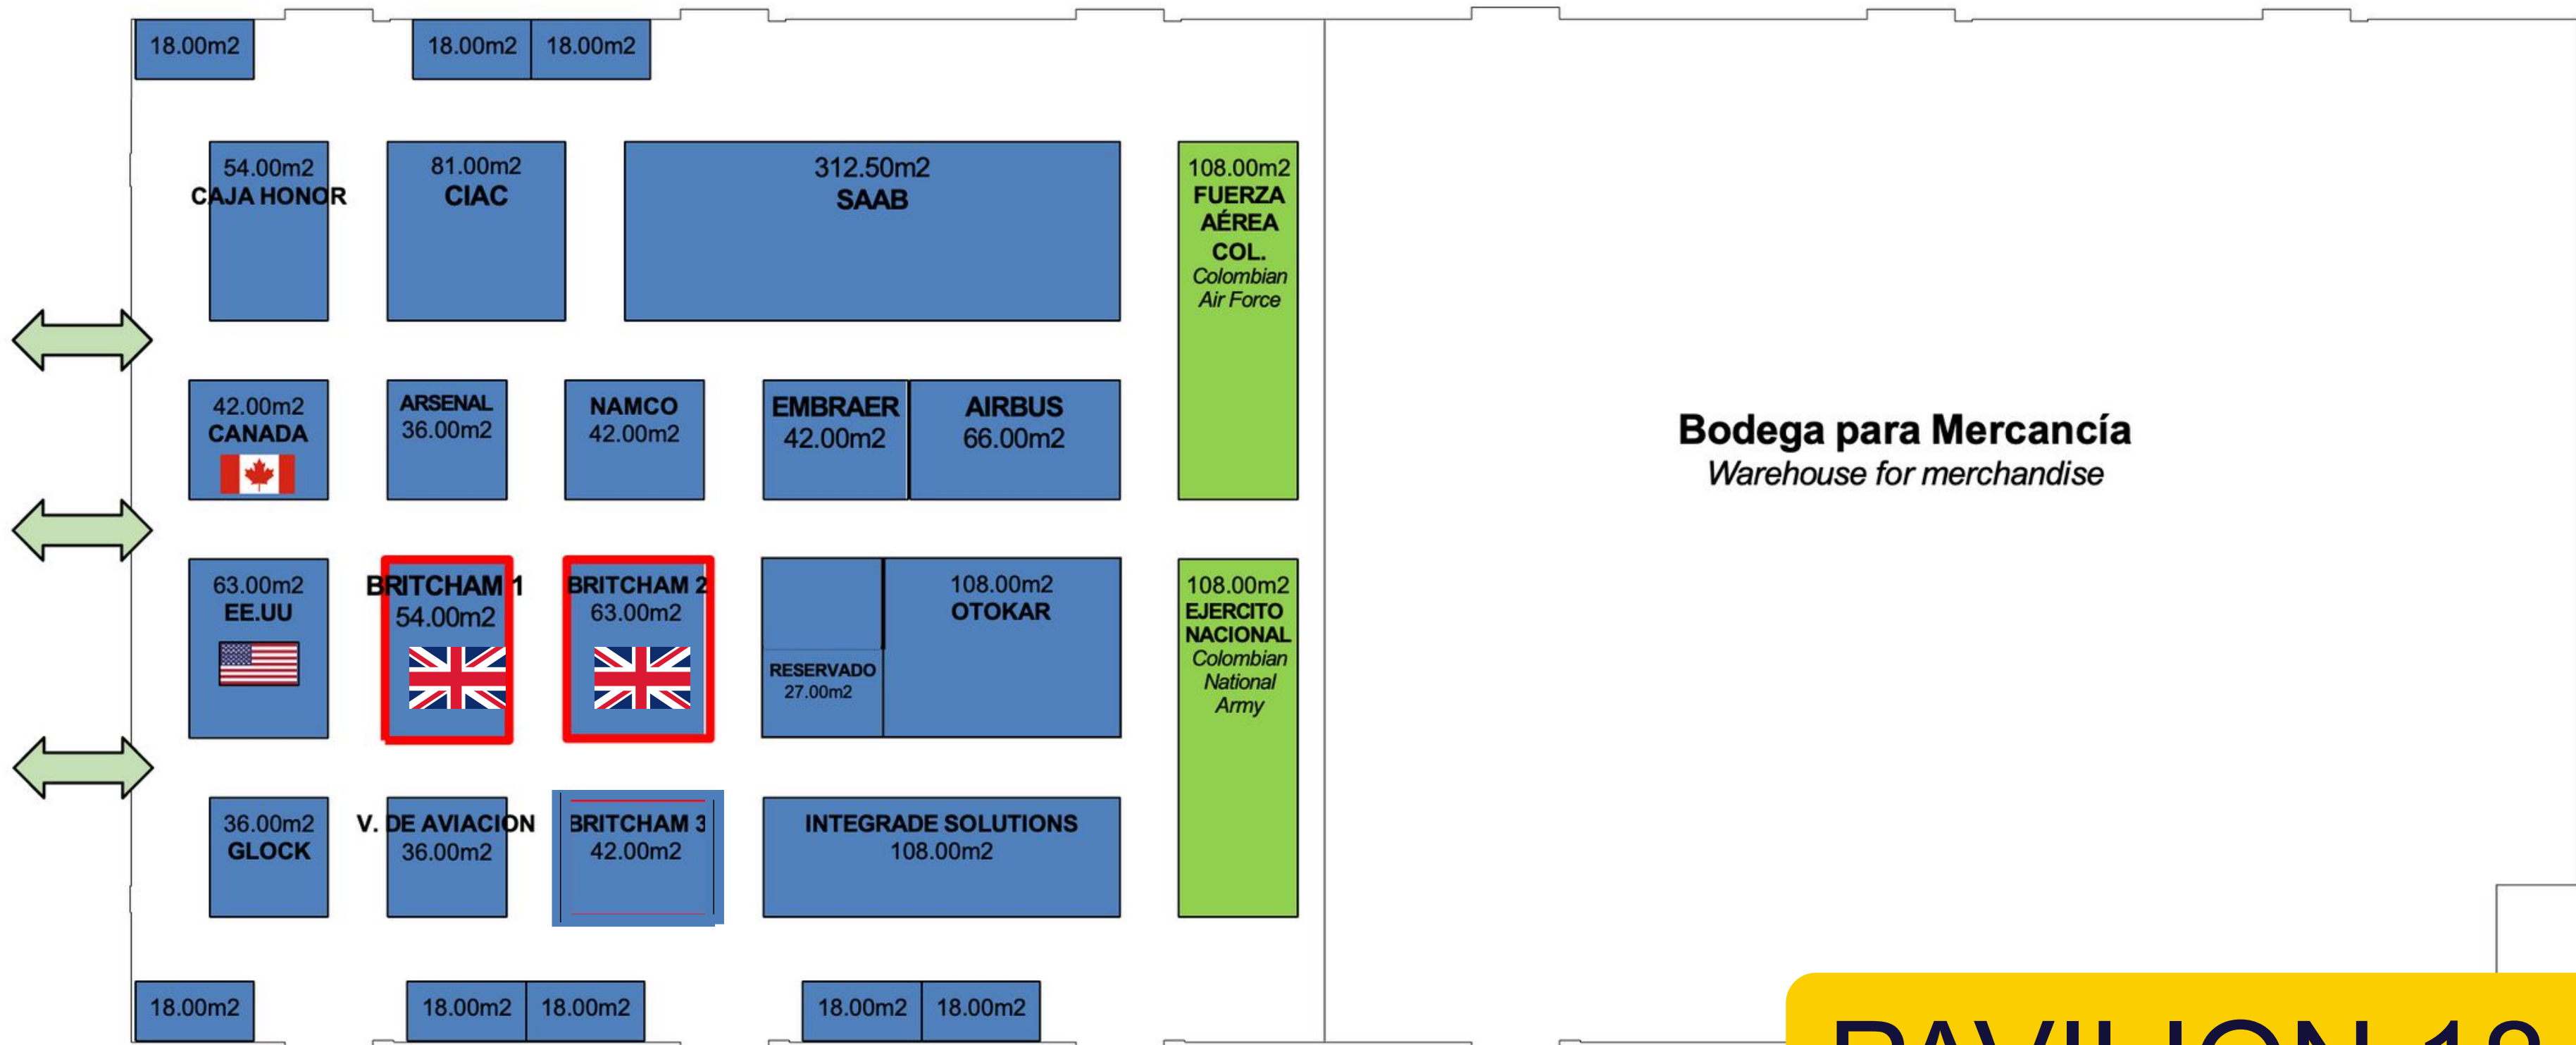 18.00m2
18.00m2
18.00m2
54.00m2
CAJA HONOR
81.00m2
CIAC
312.50m2
SAAB
108.00m2
FUERZA
AÉREA
COL.
Colombian
Air Force
42.00m2
CANADA
ARSENAL
36.00m2
NAMCO
42.00m2
EMBRAER
42.00m2
AIRBUS
66.00m2
Bodega para Mercancía
Warehouse for merchandise
63.00m2
EE.UU
BRITCHAM 1
54.00m2
BRITCHAM 2
63.00m2
RESERVADO
27.00m2
108.00m2
OTOKAR
108.00m2
EJERCITO
NACIONAL
Colombian
National
Army
36.00m2
GLOCK
V. DE AVIACION
36.00m2
BRITCHAM 3
42.00m2
INTEGRADE SOLUTIONS
108.00m2
18.00m2
18.00m2
18.00m2
18.00m2
18.00m2
PAVILION 18